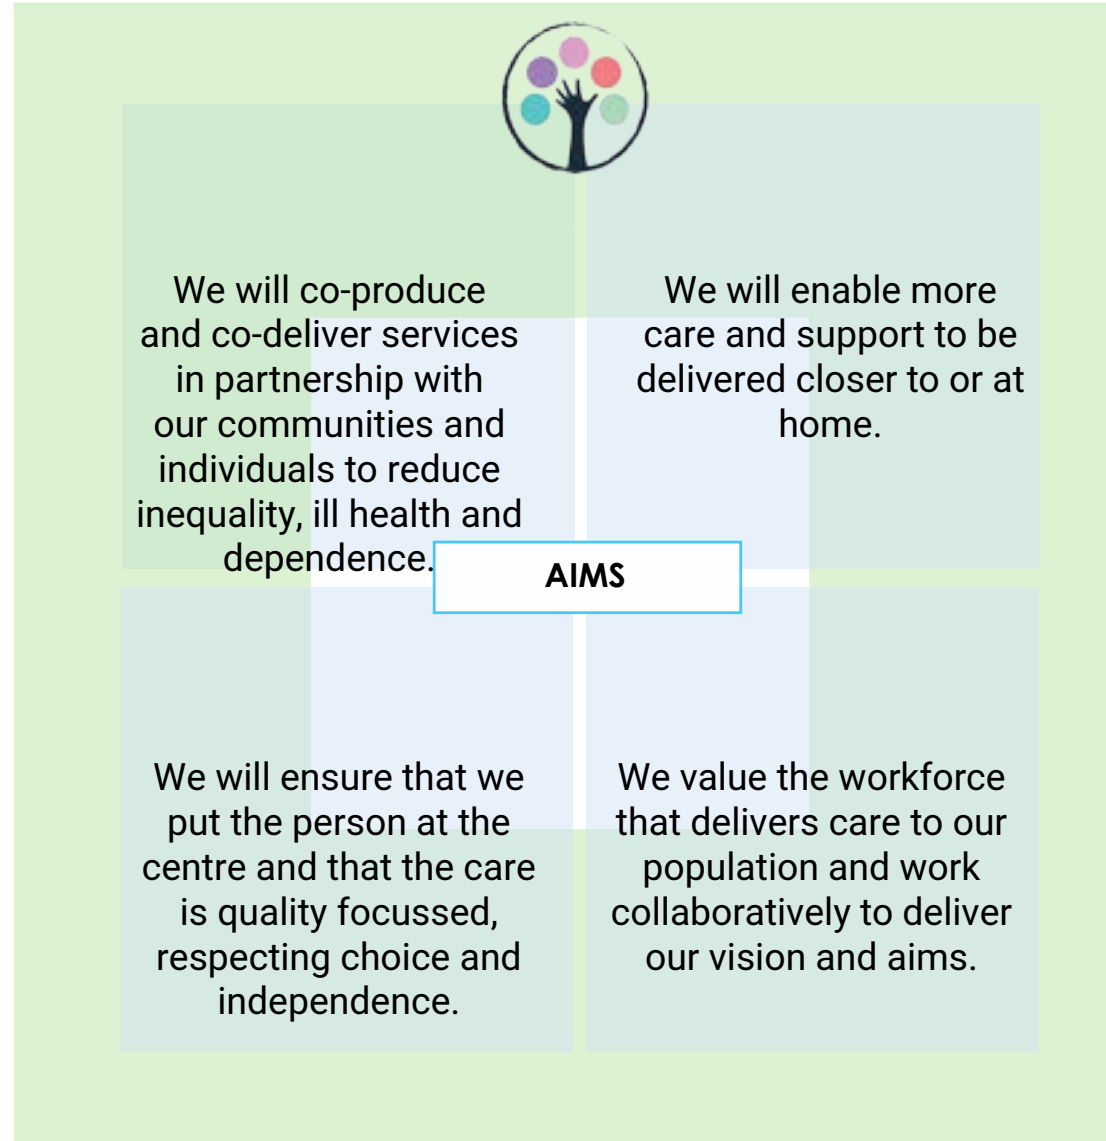 We will co-produce
and co-deliver services
in partnership with
our communities and
individuals to reduce
inequality, ill health and
dependence.
We will enable more
care and support to be
delivered closer to or at
home.
AIMS
We will ensure that we
put the person at the
centre and that the care
is quality focussed,
respecting choice and
independence.
We value the workforce
that delivers care to our
population and work
collaboratively to deliver
our vision and aims.